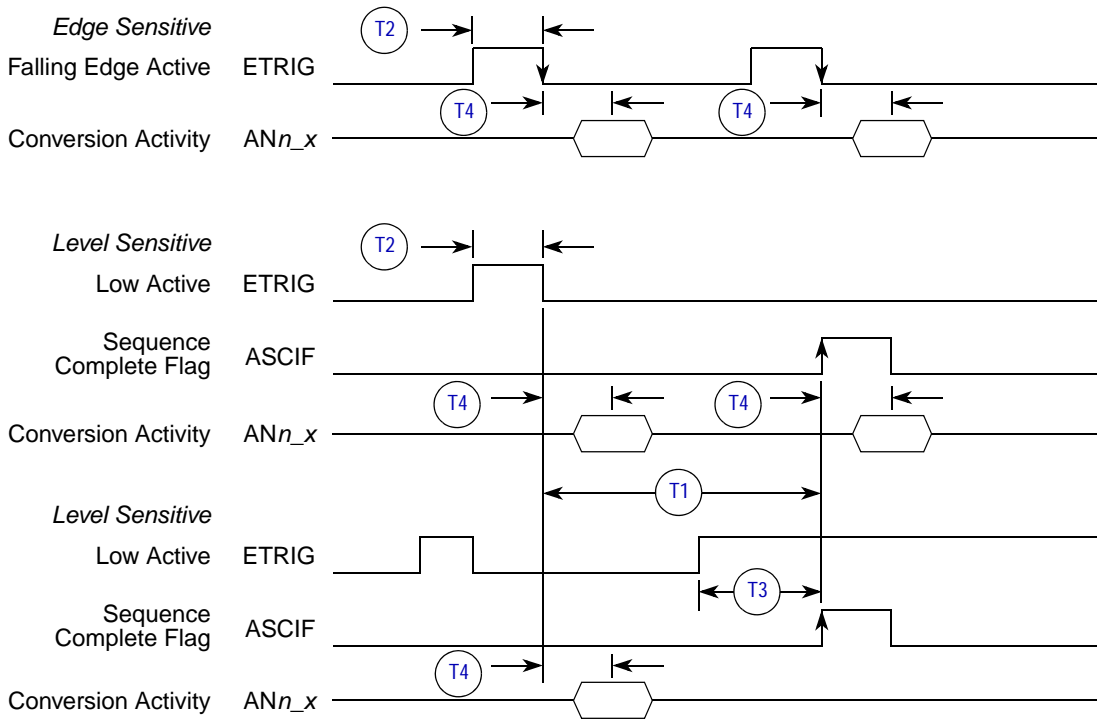 Edge Sensitive
T2
Falling Edge Active ETRIG
T4 T4
Conversion Activity ANn_x
Level Sensitive
T2
Low Active ETRIG
Sequence
Complete Flag ASCIF
T4 T4
Conversion Activity ANn_x
T1
Level Sensitive
Low Active ETRIG
T3
Sequence
Complete Flag ASCIF
T4
Conversion Activity ANn_x